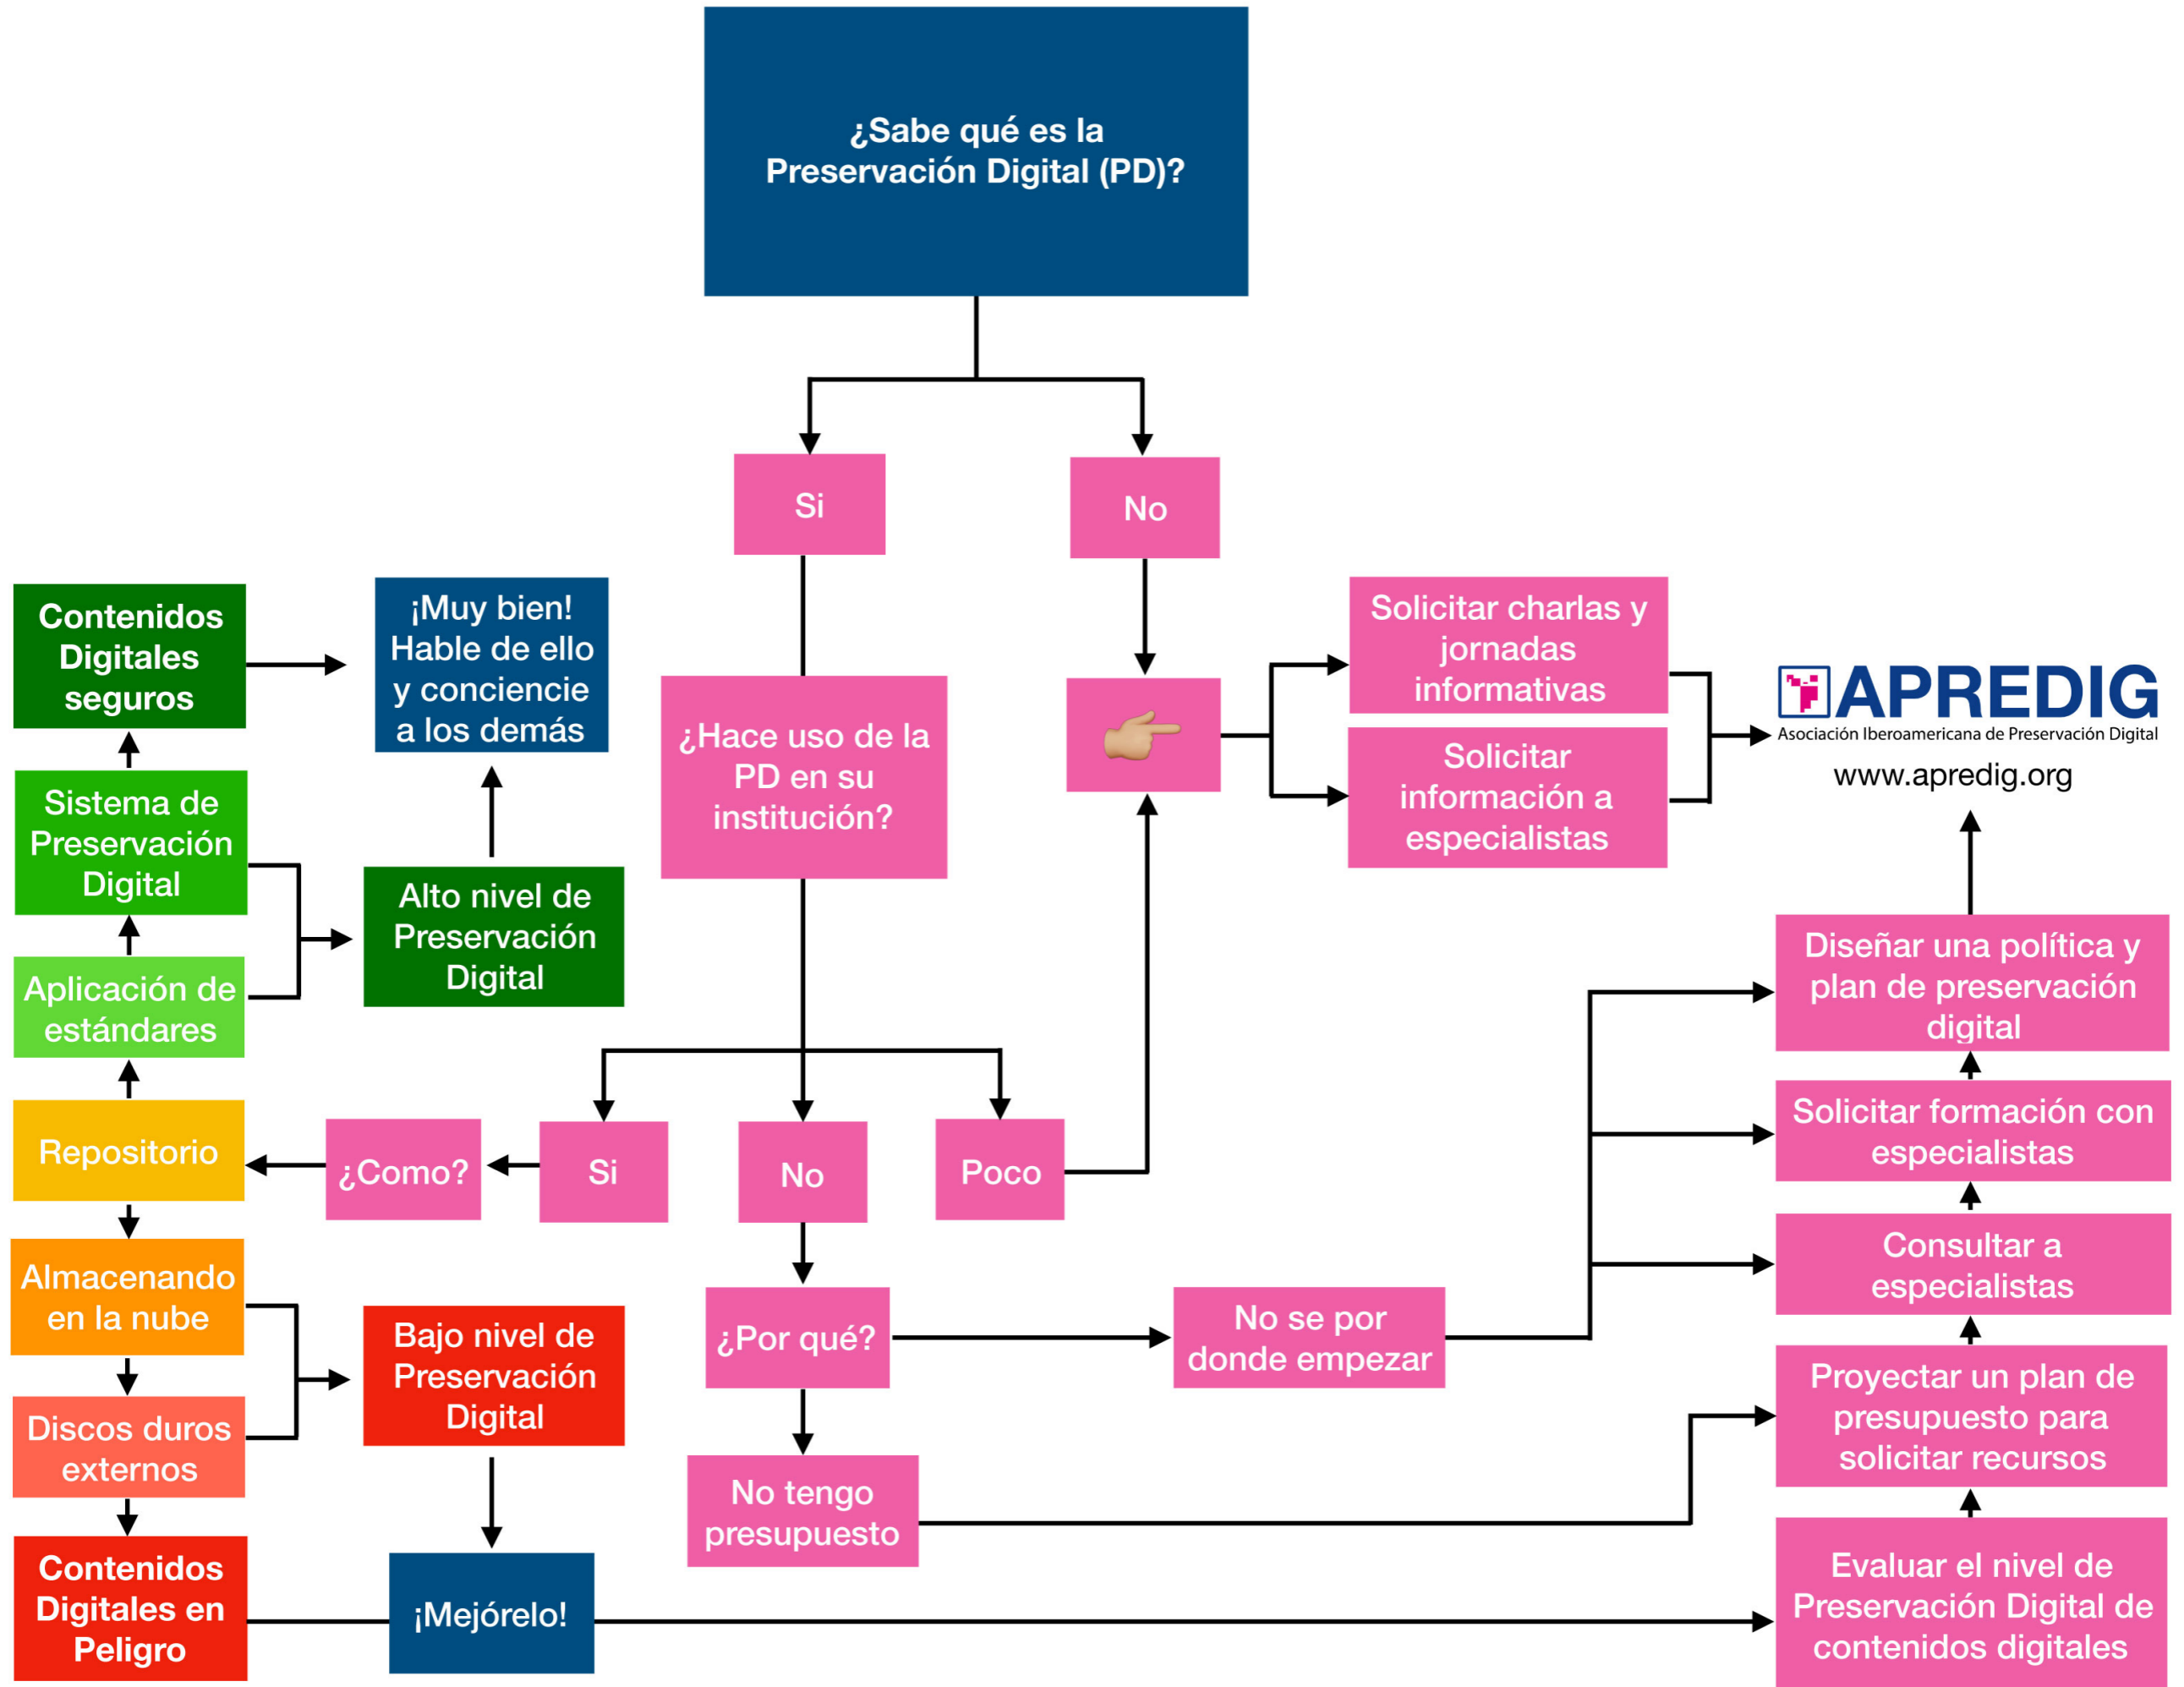 ¿Sabe qué es la
Preservación Digital (PD)?
Si
No
Contenidos
Digitales
seguros
¡Muy bien!
Hable de ello
y conciencie
a los demás
¿Hace uso de la
PD en su
institución?
Solicitar charlas y
jornadas
informativas
Solicitar
información a
especialistas
APREDIG
Asociación Iberoamericana de Preservación Digital
www.apredig.org
Sistema de
Preservación
Digital
Alto nivel de
Preservación
Digital
Aplicación de
estándares
Repositorio
¿Como?
Si
No
Poco
Diseñar una política y
plan de preservación
digital
Solicitar formación con
especialistas
Consultar a
especialistas
Almacenando
en la nube
Bajo nivel de
Preservación
Digital
¿Por qué?
No se por
donde empezar
Proyectar un plan de
presupuesto para
solicitar recursos
Discos duros
externos
No tengo
presupuesto
Contenidos
Digitales en
Peligro
¡Mejórelo!
Evaluar el nivel de
Preservación Digital de
contenidos digitales